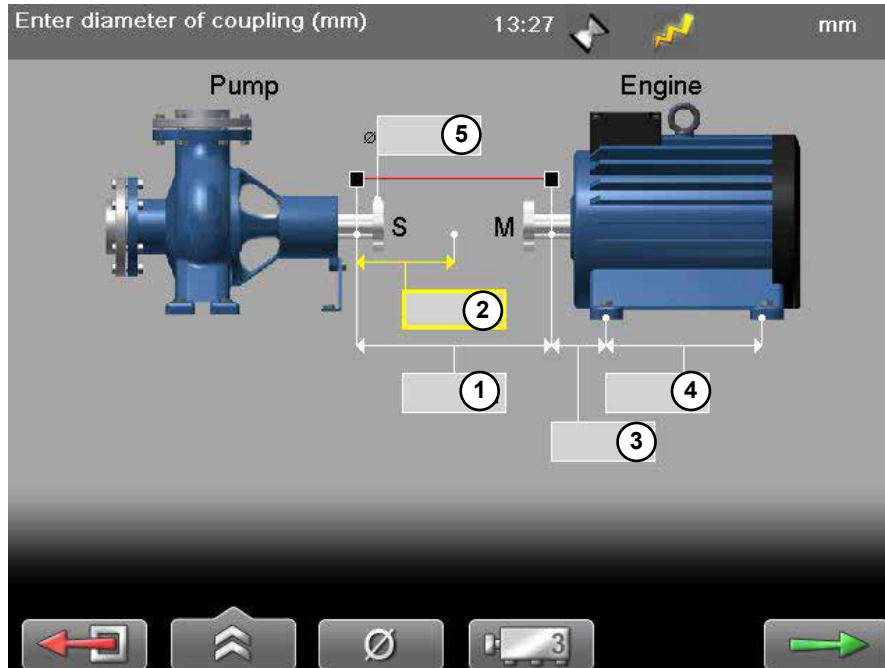 Enter diameter of coupling (mm) 13:27 mm
Pump Engine
Ø 5
S M
2
1 4
3
Ø 3